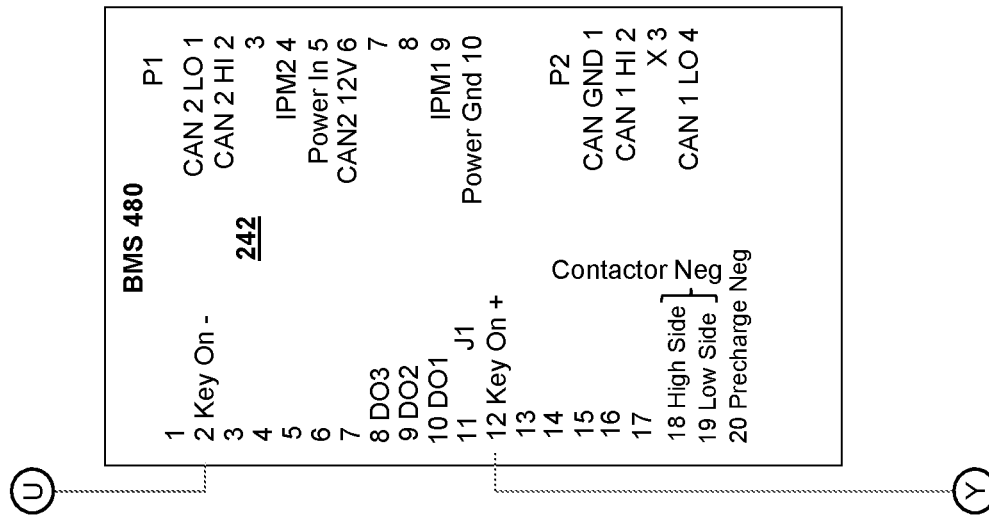 BMS 480
242
P1
CAN 2 LO 1
CAN 2 HI 2
3
IPM2 4
Power In 5
CAN2 12V 6
7
8
IPM1 9
Power Gnd 10
P2
CAN GND 1
CAN 1 HI 2
X 3
CAN 1 LO 4
1
2 Key On -
3
4
5
6
7
8 DO3
9 DO2
10 DO1
11
J1
12 Key On +
13
14
15
16
17
Contactor Neg
18 High Side
19 Low Side
20 Precharge Neg
U
Y